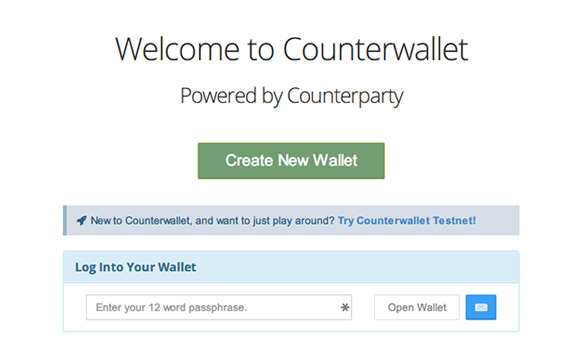 Welcome to Counterwallet
Powered by Counterparty
Create New Wallet
New to Counterwallet, and want to just play around? Try Counterwallet Testnet!
Log Into Your Wallet
Enter your 12 word passphrase.
Open Wallet